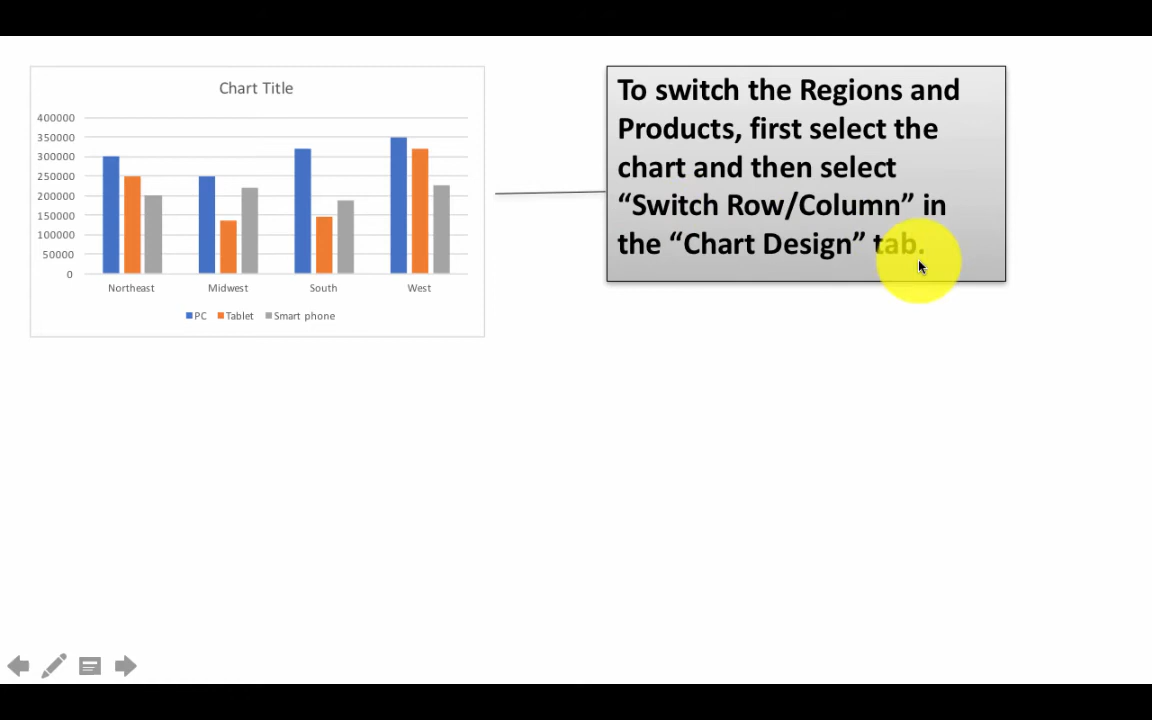 Chart Title
400000
350000
300000
250000
200000
150000
100000
50000
0
Northeast Midwest South West
PC Tablet Smart phone
To switch the Regions and
Products, first select the
chart and then select
“Switch Row/Column” in
the “Chart Design” tab.